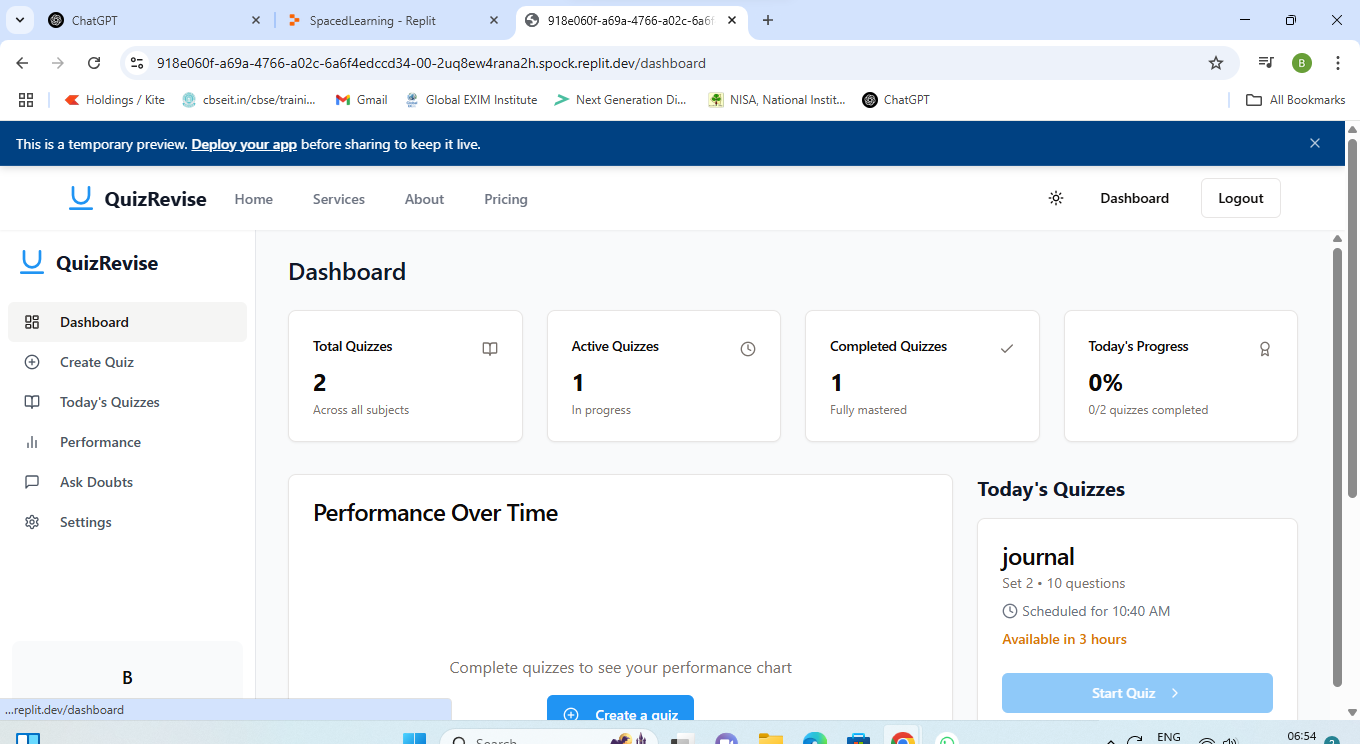 ChatGPT
SpacedLearning - Replit
918e060f-a69a-4766-a02c-6a6f
918e060f-a69a-4766-a02c-6a6f4edccd34-00-2uq8ew4rana2h.spock.replit.dev/dashboard
B
Holdings / Kite
cbseit.in/cbse/traini...
Gmail
Global EXIM Institute
Next Generation Di...
NISA, National Instit...
ChatGPT
All Bookmarks
This is a temporary preview. Deploy your app before sharing to keep it live.
QuizRevise
Home
Services
About
Pricing
Dashboard
Logout
QuizRevise
Dashboard
Create Quiz
Today's Quizzes
Performance
Ask Doubts
Settings
B
Dashboard
Total Quizzes
2
Across all subjects
Active Quizzes
1
In progress
Completed Quizzes
1
Fully mastered
Today's Progress
0%
0/2 quizzes completed
Performance Over Time
Complete quizzes to see your performance chart
Create a quiz
Today's Quizzes
journal
Set 2 • 10 questions
Scheduled for 10:40 AM
Available in 3 hours
Start Quiz
...replit.dev/dashboard
Search
ENG
06:54
2